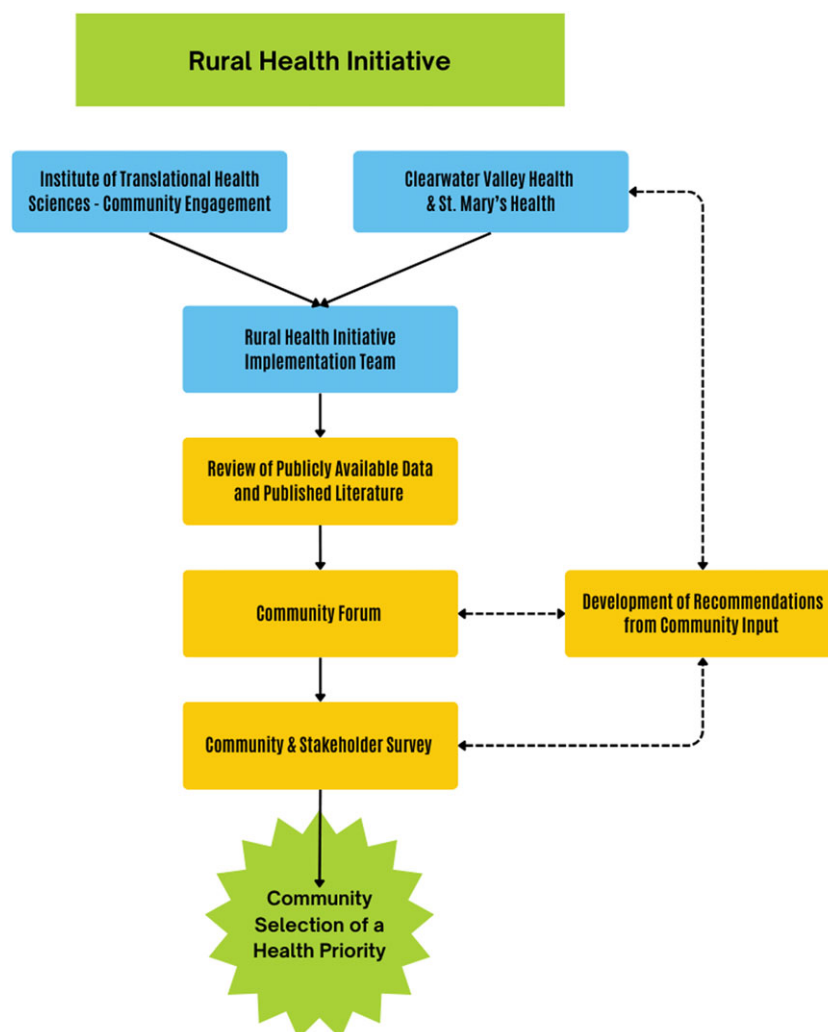 Rural Health Initiative
Institute of Translational Health
Sciences - Community Engagement
Clearwater Valley Health
& St. Mary's Health
Rural Health Initiative
Implementation Team
Review of Publicly Available Data
and Published Literature
Community Forum
Development of Recommendations
from Community Input
Community & Stakeholder Survey
Community
Selection of a
Health Priority